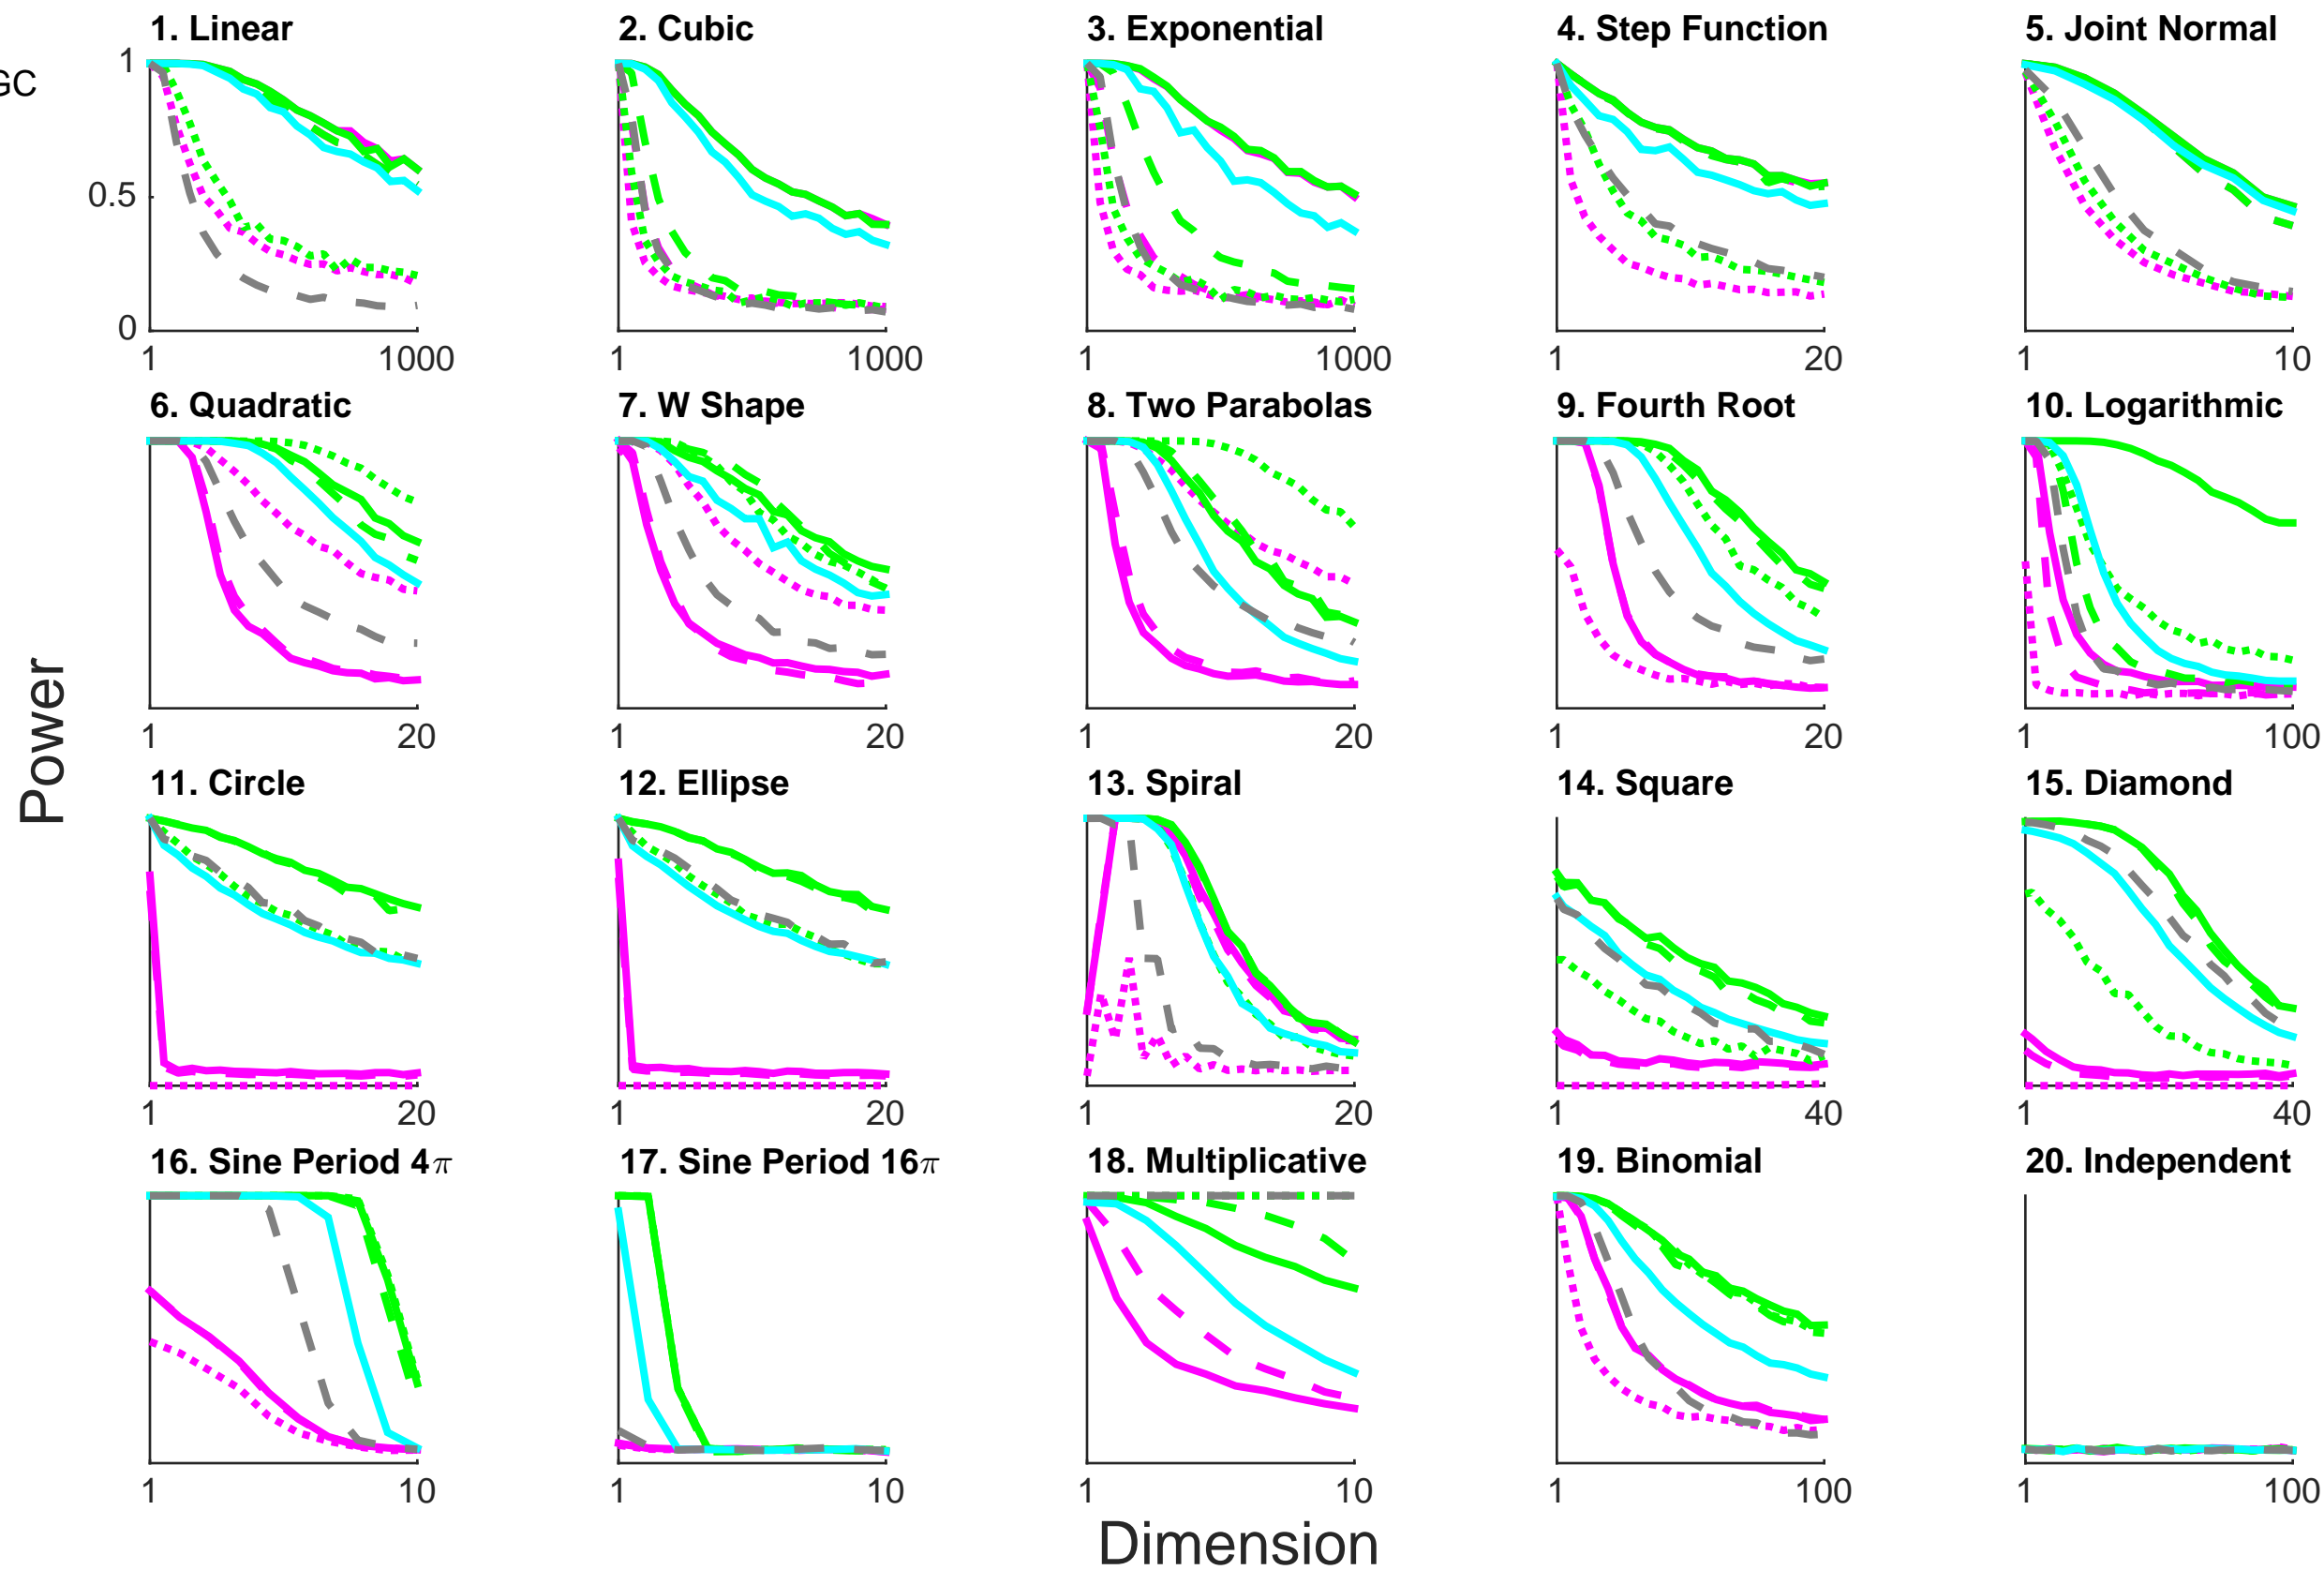 1. Linear
2. Cubic
3. Exponential
4. Step Function
5. Joint Normal
GC
1
0.5
0
1 1000
1 1000
1 1000
1 20
1 10
6. Quadratic
7. W Shape
8. Two Parabolas
9. Fourth Root
10. Logarithmic
1 20
1 20
1 20
1 20
1 100
Power
11. Circle
12. Ellipse
13. Spiral
14. Square
15. Diamond
1 20
1 20
1 20
1 40
1 40
16. Sine Period 4π
17. Sine Period 16π
18. Multiplicative
19. Binomial
20. Independent
1 10
1 10
1 10
1 100
1 100
Dimension